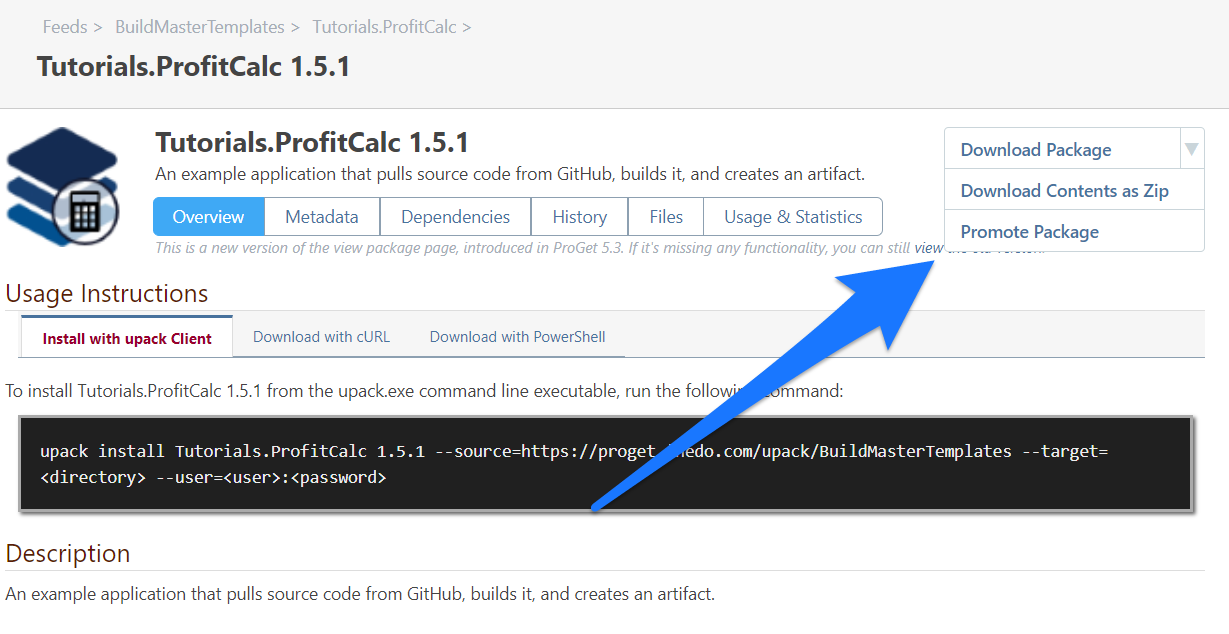 Feeds > BuildMasterTemplates > Tutorials.ProfitCalc >
Tutorials.ProfitCalc 1.5.1
Tutorials.ProfitCalc 1.5.1
An example application that pulls source code from GitHub, builds it, and creates an artifact.
Download Package
Download Contents as Zip
Promote Package
Overview Metadata Dependencies History Files Usage & Statistics
This is a new version of the view package page, introduced in ProGet 5.3. If it's missing any functionality, you can still view
Usage Instructions
Install with upack Client Download with cURL Download with PowerShell
To install Tutorials.ProfitCalc 1.5.1 from the upack.exe command line executable, run the following command:
upack install Tutorials.ProfitCalc 1.5.1 --source=https://proget.inedo.com/upack/BuildMasterTemplates --target=
<directory> --user=<user>:<password>
Description
An example application that pulls source code from GitHub, builds it, and creates an artifact.